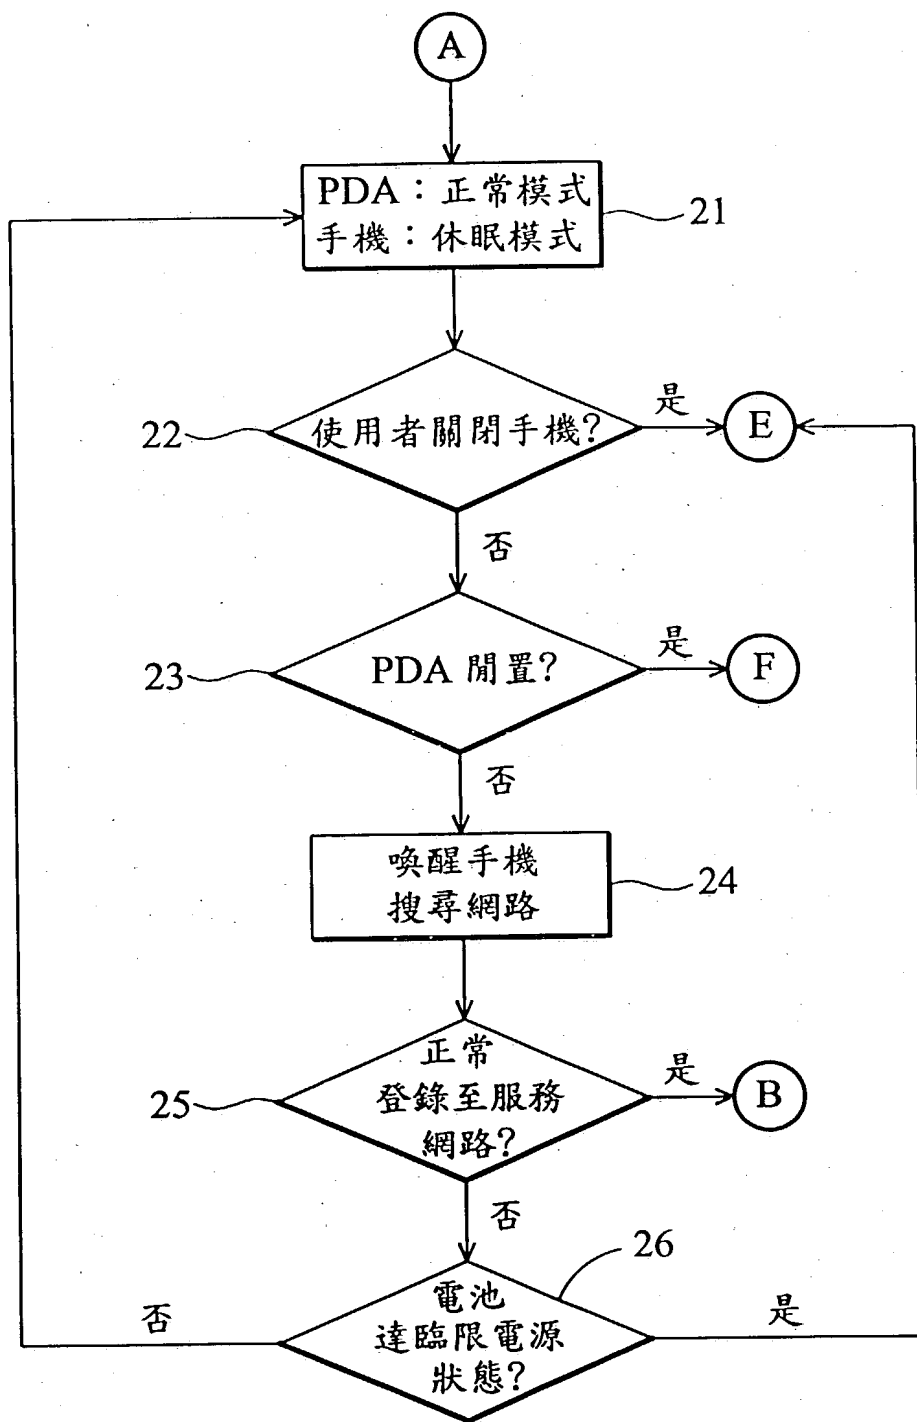 A
PDA：正常模式
手機：休眠模式
21
22
使用者關閉手機?
是
E
否
23
PDA 閒置?
是
F
否
喚醒手機
搜尋網路
24
25
正常
登錄至服務
網路?
是
B
否
26
否
電池
達臨限電源
狀態?
是